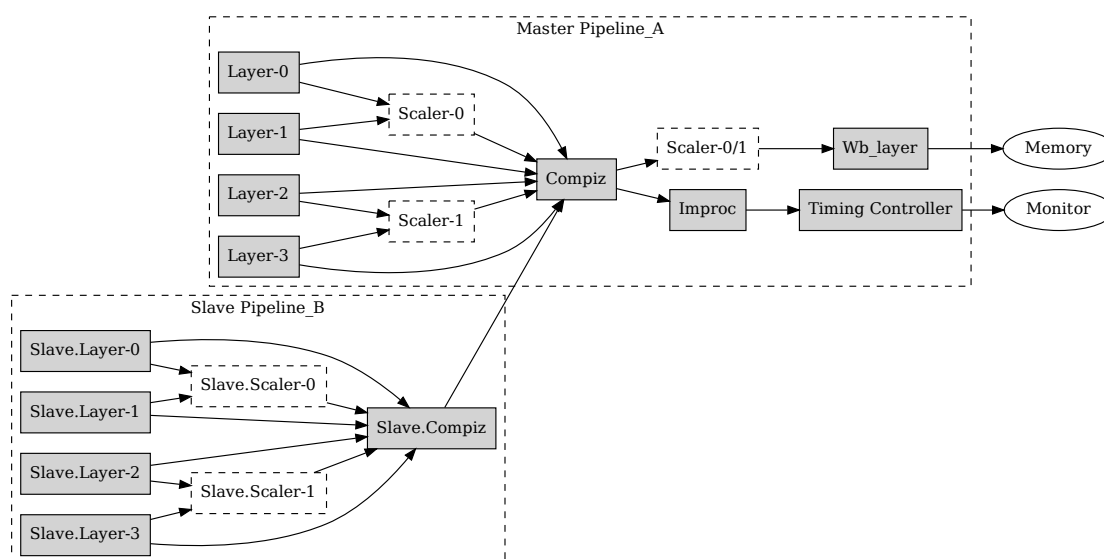 Master Pipeline_A
Layer-0
Layer-1
Layer-2
Layer-3
Scaler-0
Scaler-1
Compiz
Scaler-0/1
Wb_layer
Memory
Improc
Timing Controller
Monitor
Slave Pipeline_B
Slave.Layer-0
Slave.Layer-1
Slave.Layer-2
Slave.Layer-3
Slave.Scaler-0
Slave.Scaler-1
Slave.Compiz